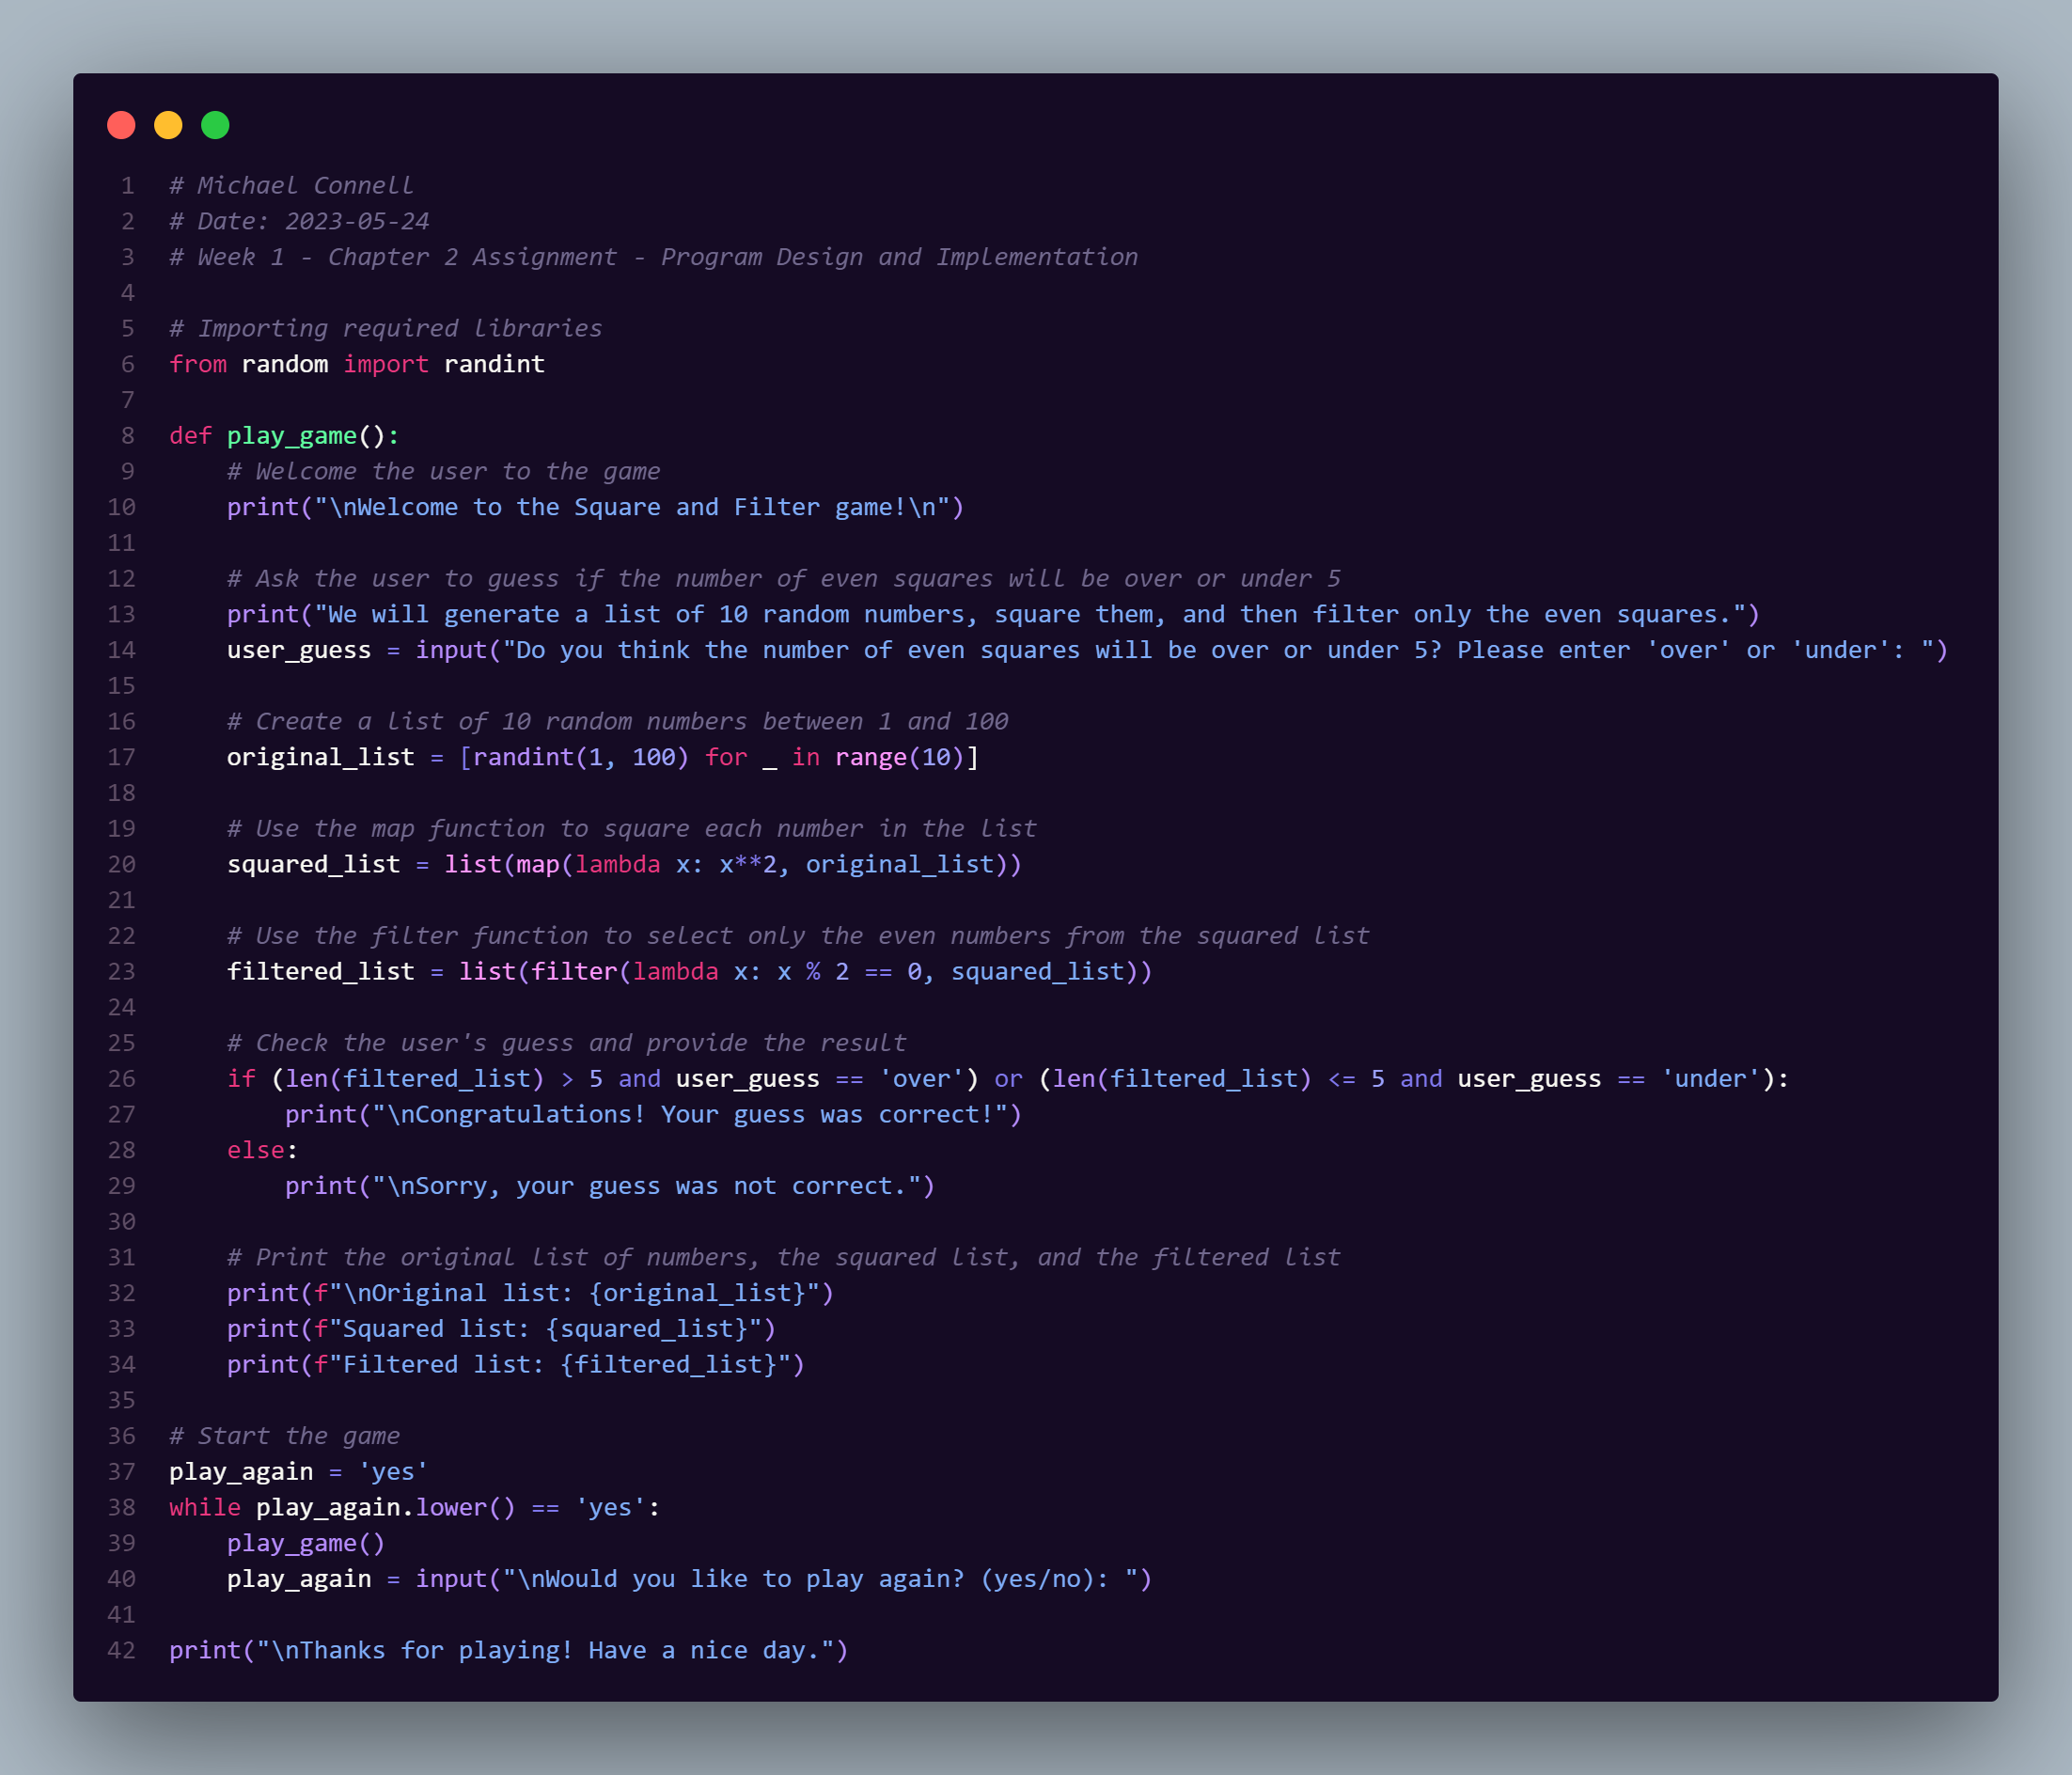 1 # Michael Connell
2 # Date: 2023-05-24
3 # Week 1 - Chapter 2 Assignment - Program Design and Implementation
4
5 # Importing required libraries
6 from random import randint
7
8 def play_game():
9     # Welcome the user to the game
10     print("\nWelcome to the Square and Filter game!\n")
11
12     # Ask the user to guess if the number of even squares will be over or under 5
13     print("We will generate a list of 10 random numbers, square them, and then filter only the even squares.")
14     user_guess = input("Do you think the number of even squares will be over or under 5? Please enter 'over' or 'under': ")
15
16     # Create a list of 10 random numbers between 1 and 100
17     original_list = [randint(1, 100) for _ in range(10)]
18
19     # Use the map function to square each number in the list
20     squared_list = list(map(lambda x: x**2, original_list))
21
22     # Use the filter function to select only the even numbers from the squared list
23     filtered_list = list(filter(lambda x: x % 2 == 0, squared_list))
24
25     # Check the user's guess and provide the result
26     if (len(filtered_list) > 5 and user_guess == 'over') or (len(filtered_list) <= 5 and user_guess == 'under'):
27         print("\nCongratulations! Your guess was correct!")
28     else:
29         print("\nSorry, your guess was not correct.")
30
31     # Print the original list of numbers, the squared list, and the filtered list
32     print(f"\nOriginal list: {original_list}")
33     print(f"Squared list: {squared_list}")
34     print(f"Filtered list: {filtered_list}")
35
36 # Start the game
37 play_again = 'yes'
38 while play_again.lower() == 'yes':
39     play_game()
40     play_again = input("\nWould you like to play again? (yes/no): ")
41
42 print("\nThanks for playing! Have a nice day.")